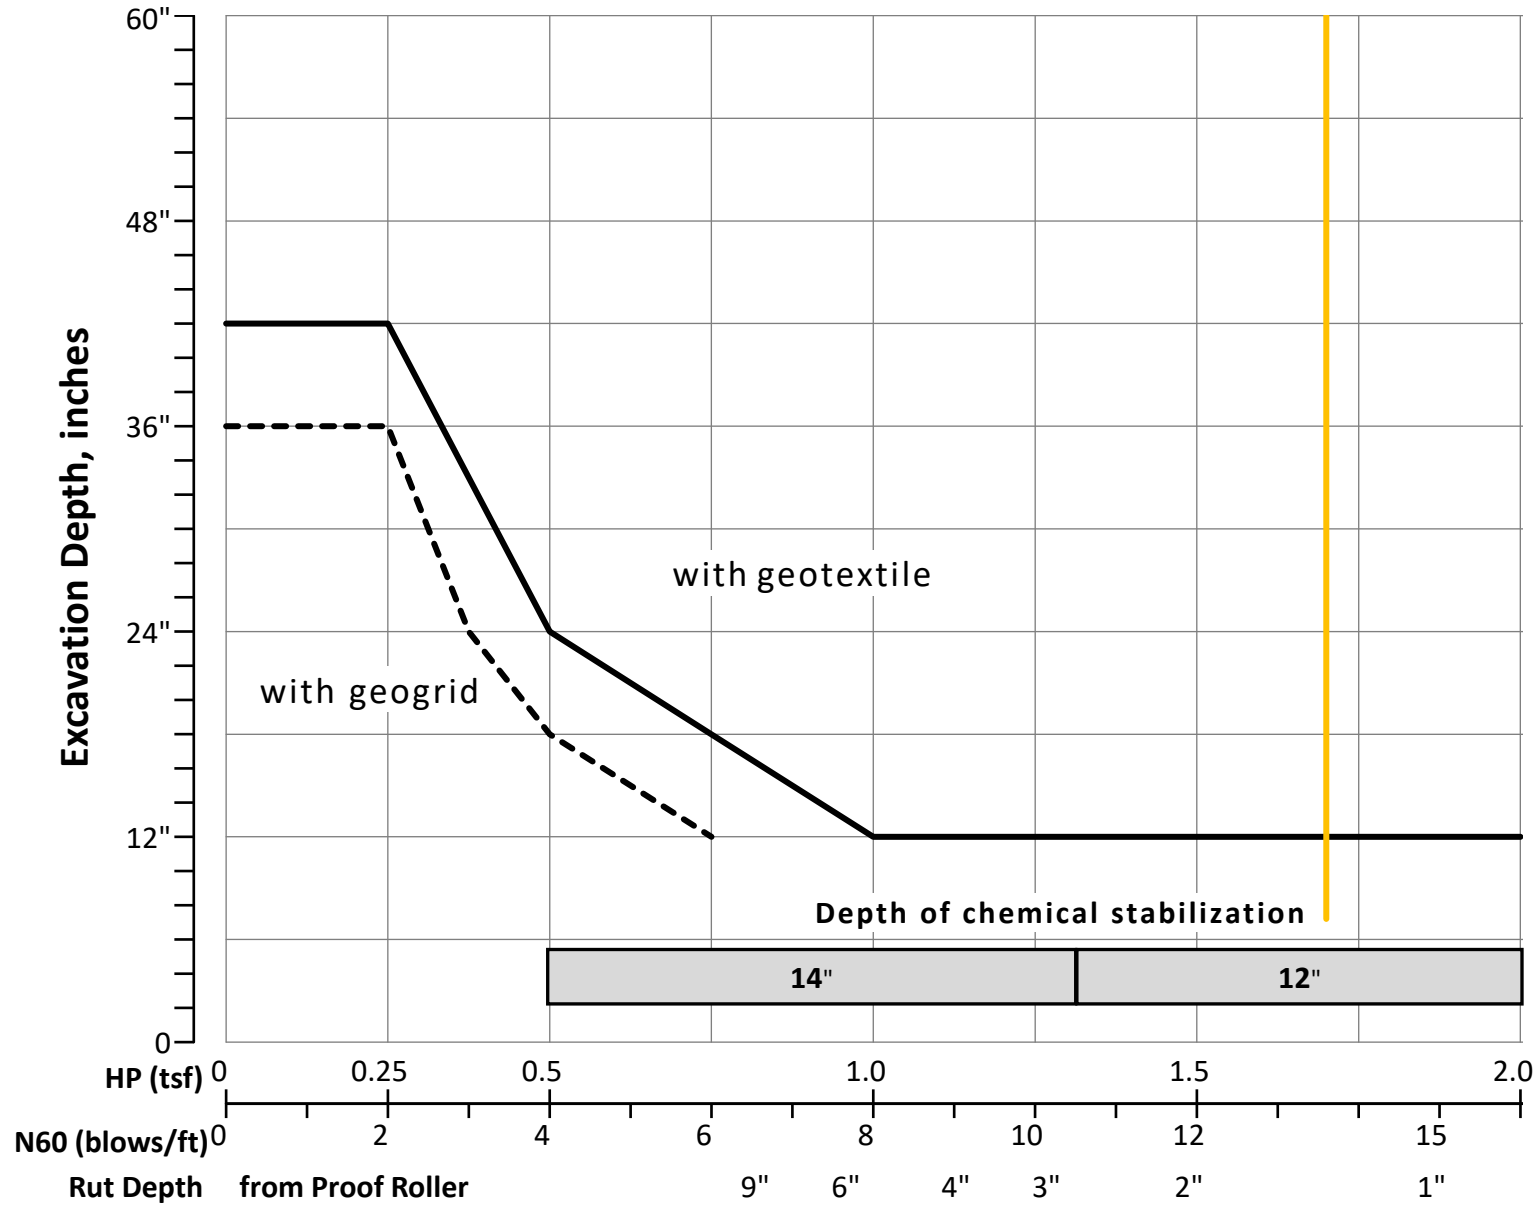 60"
48"
36"
24"
12"
0
Excavation Depth, inches
with geotextile
with geogrid
Depth of chemical stabilization
14" 12"
HP (tsf) 0 0.25 0.5 1.0 1.5 2.0
N60 (blows/ft) 0 2 4 6 8 10 12 15
Rut Depth from Proof Roller 9" 6" 4" 3" 2" 1"